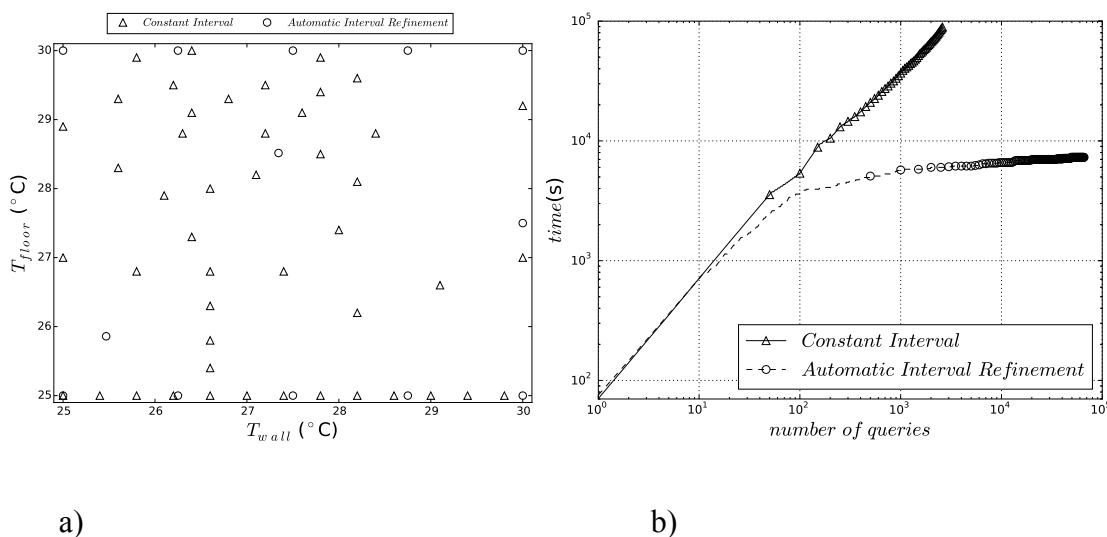 Constant Interval Automatic Interval Refinement
30
29
28
27
26
25
T_floor (°C)
25 26 27 28 29 30
T_wall (°C)
10^5
10^4
10^3
10^2
time(s)
Constant Interval
Automatic Interval Refinement
10^0 10^1 10^2 10^3 10^4 10^5
number of queries
a) b)